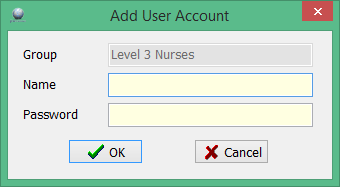 Add User Account
Group Level 3 Nurses
Name
Password
OK Cancel